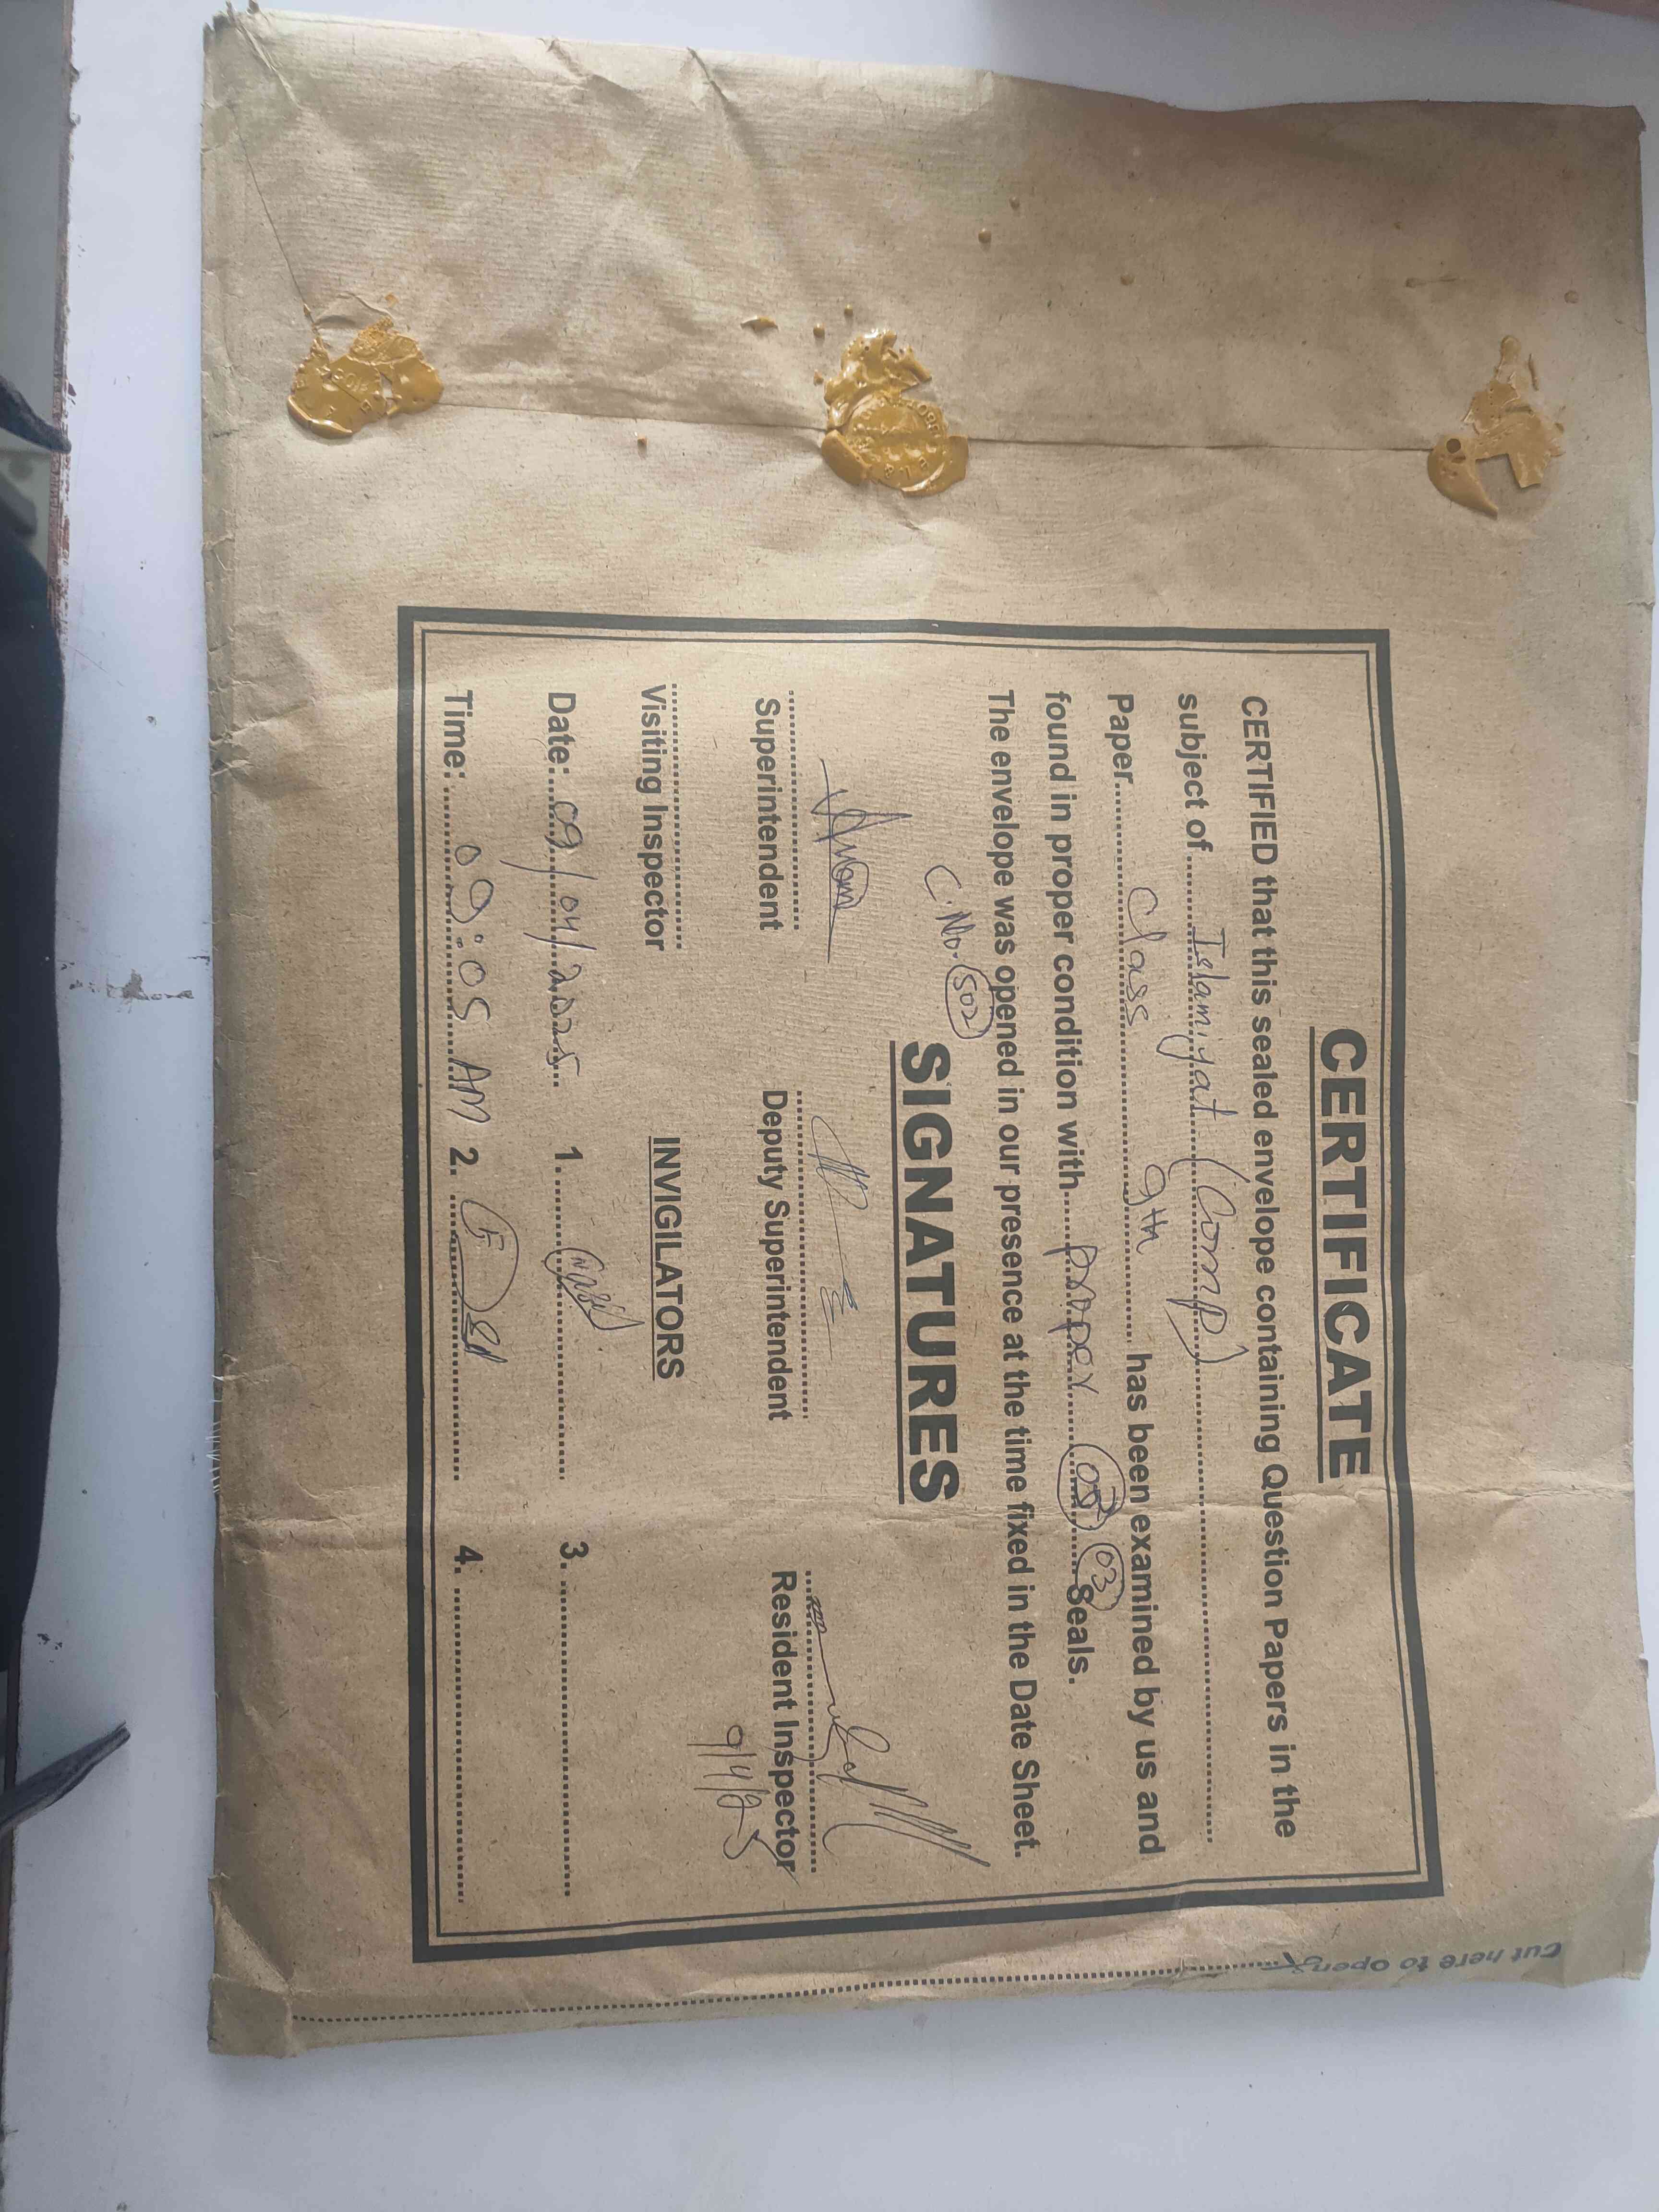 CERTIFICATE
CERTIFIED that this sealed envelope containing Question Papers in the
subject of Islamiyat (Comp)
Paper Class 9th has been examined by us and
found in proper condition with proper 03 Seals.
The envelope was opened in our presence at the time fixed in the Date Sheet.
C.No. 502
SIGNATURES
Superintendent Deputy Superintendent Resident Inspector
9/4/25
Visiting Inspector INVIGILATORS
Date: 09/04/2025 1. 3.
Time: 09:05 AM 2. 4.
Cut here to open